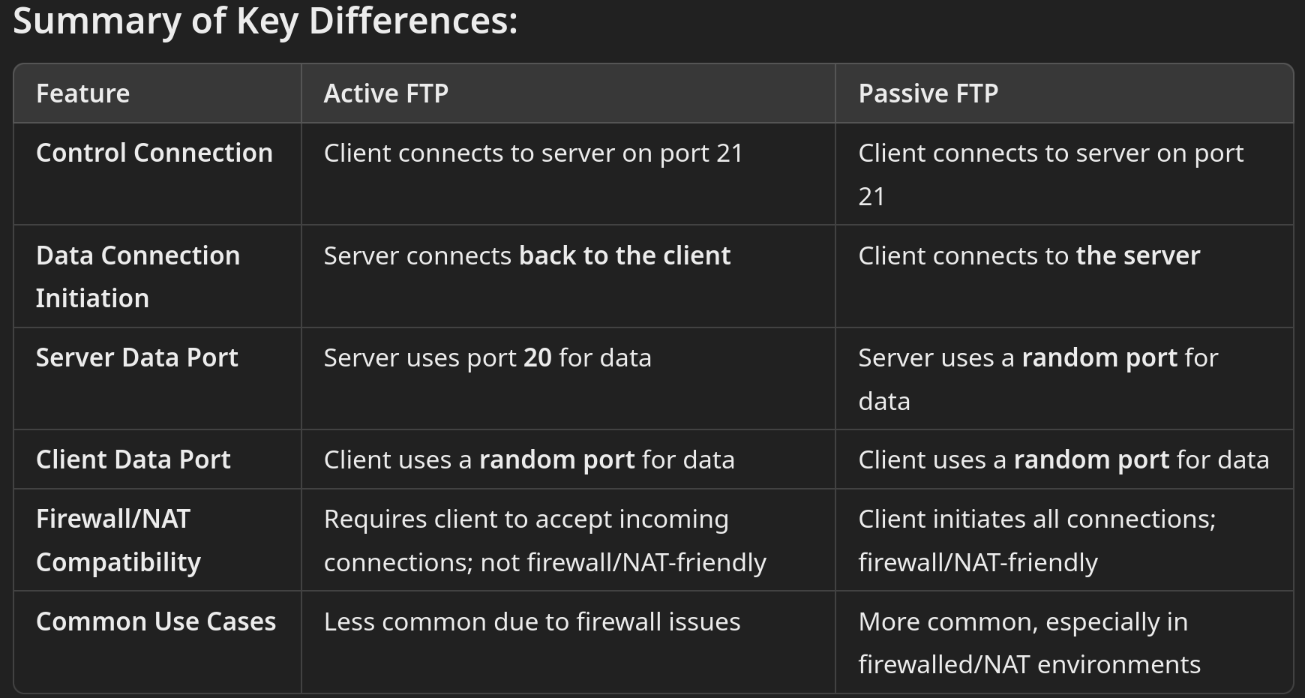 Summary of Key Differences:
Feature Active FTP Passive FTP
Control Connection Client connects to server on port 21 Client connects to server on port
21
Data Connection Server connects back to the client Client connects to the server
Initiation
Server Data Port Server uses port 20 for data Server uses a random port for
data
Client Data Port Client uses a random port for data Client uses a random port for data
Firewall/NAT Requires client to accept incoming Client initiates all connections;
Compatibility connections; not firewall/NAT-friendly firewall/NAT-friendly
Common Use Cases Less common due to firewall issues More common, especially in
firewalled/NAT environments